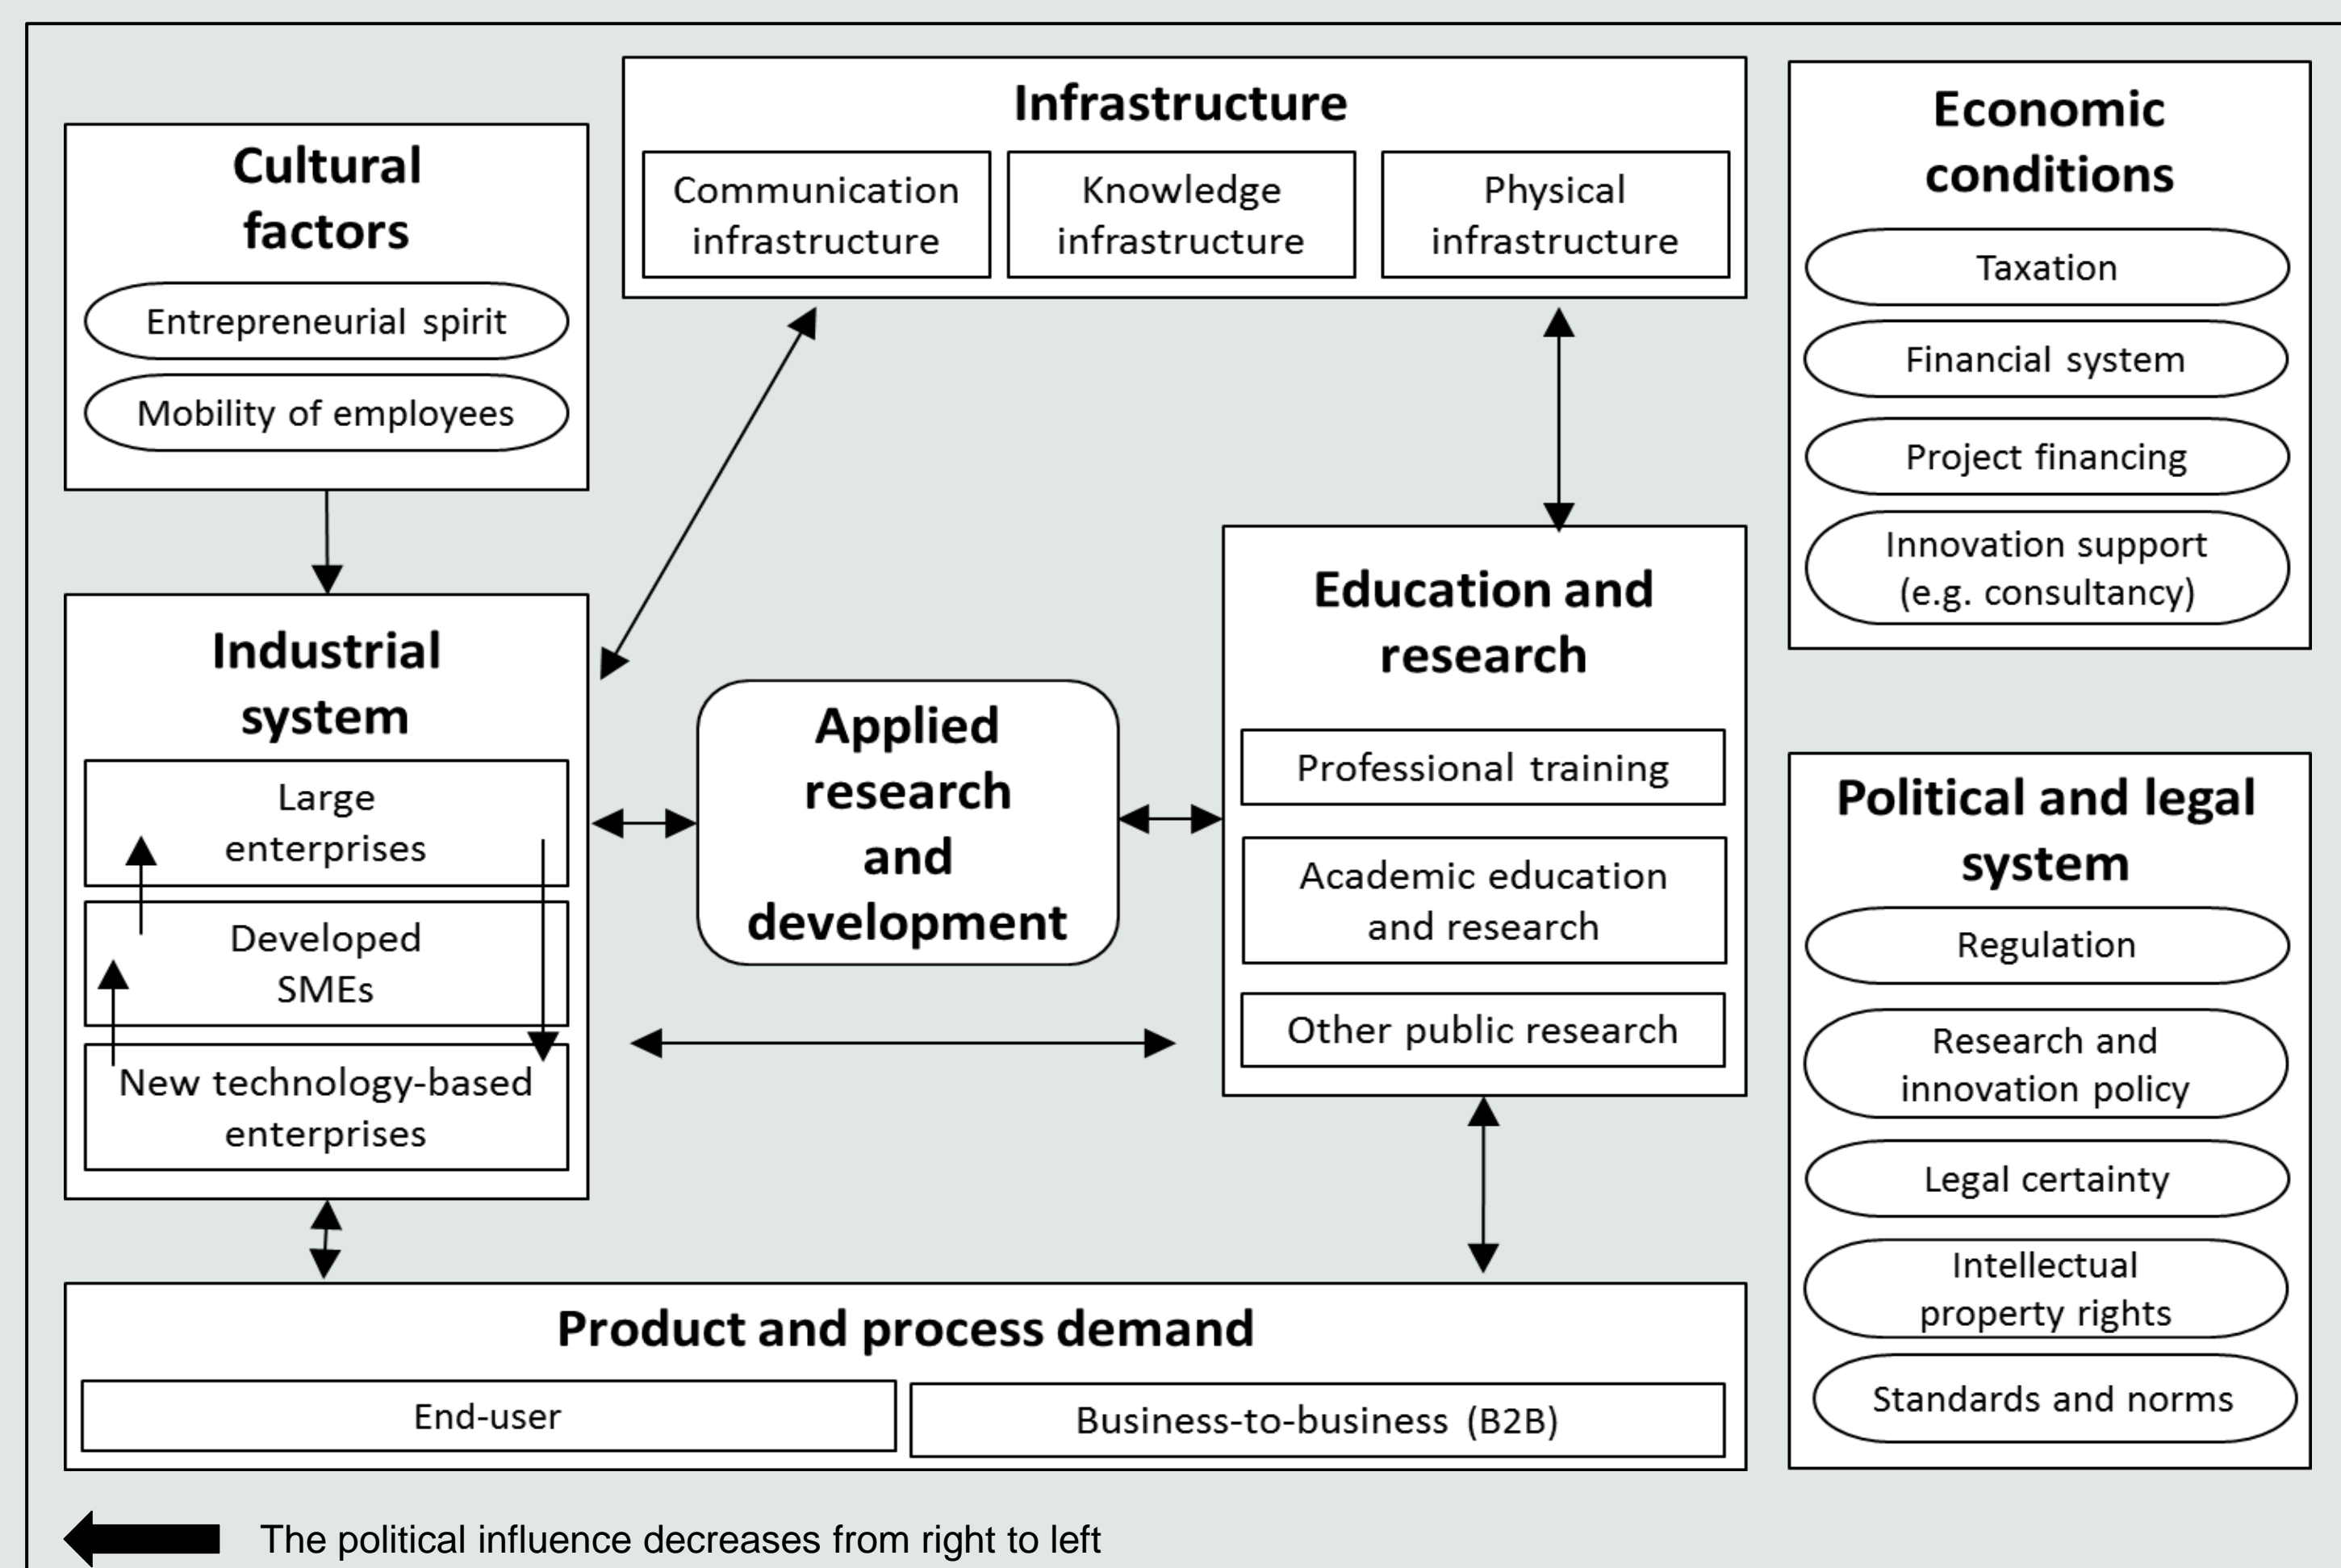 Infrastructure
Communication
infrastructure
Knowledge
infrastructure
Physical
infrastructure
Economic
conditions
Taxation
Financial system
Project financing
Innovation support
(e.g. consultancy)
Cultural
factors
Entrepreneurial spirit
Mobility of employees
Industrial
system
Large
enterprises
Developed
SMEs
New technology-based
enterprises
Applied
research
and
development
Education and
research
Professional training
Academic education
and research
Other public research
Political and legal
system
Regulation
Research and
innovation policy
Legal certainty
Intellectual
property rights
Standards and norms
Product and process demand
End-user
Business-to-business (B2B)
The political influence decreases from right to left